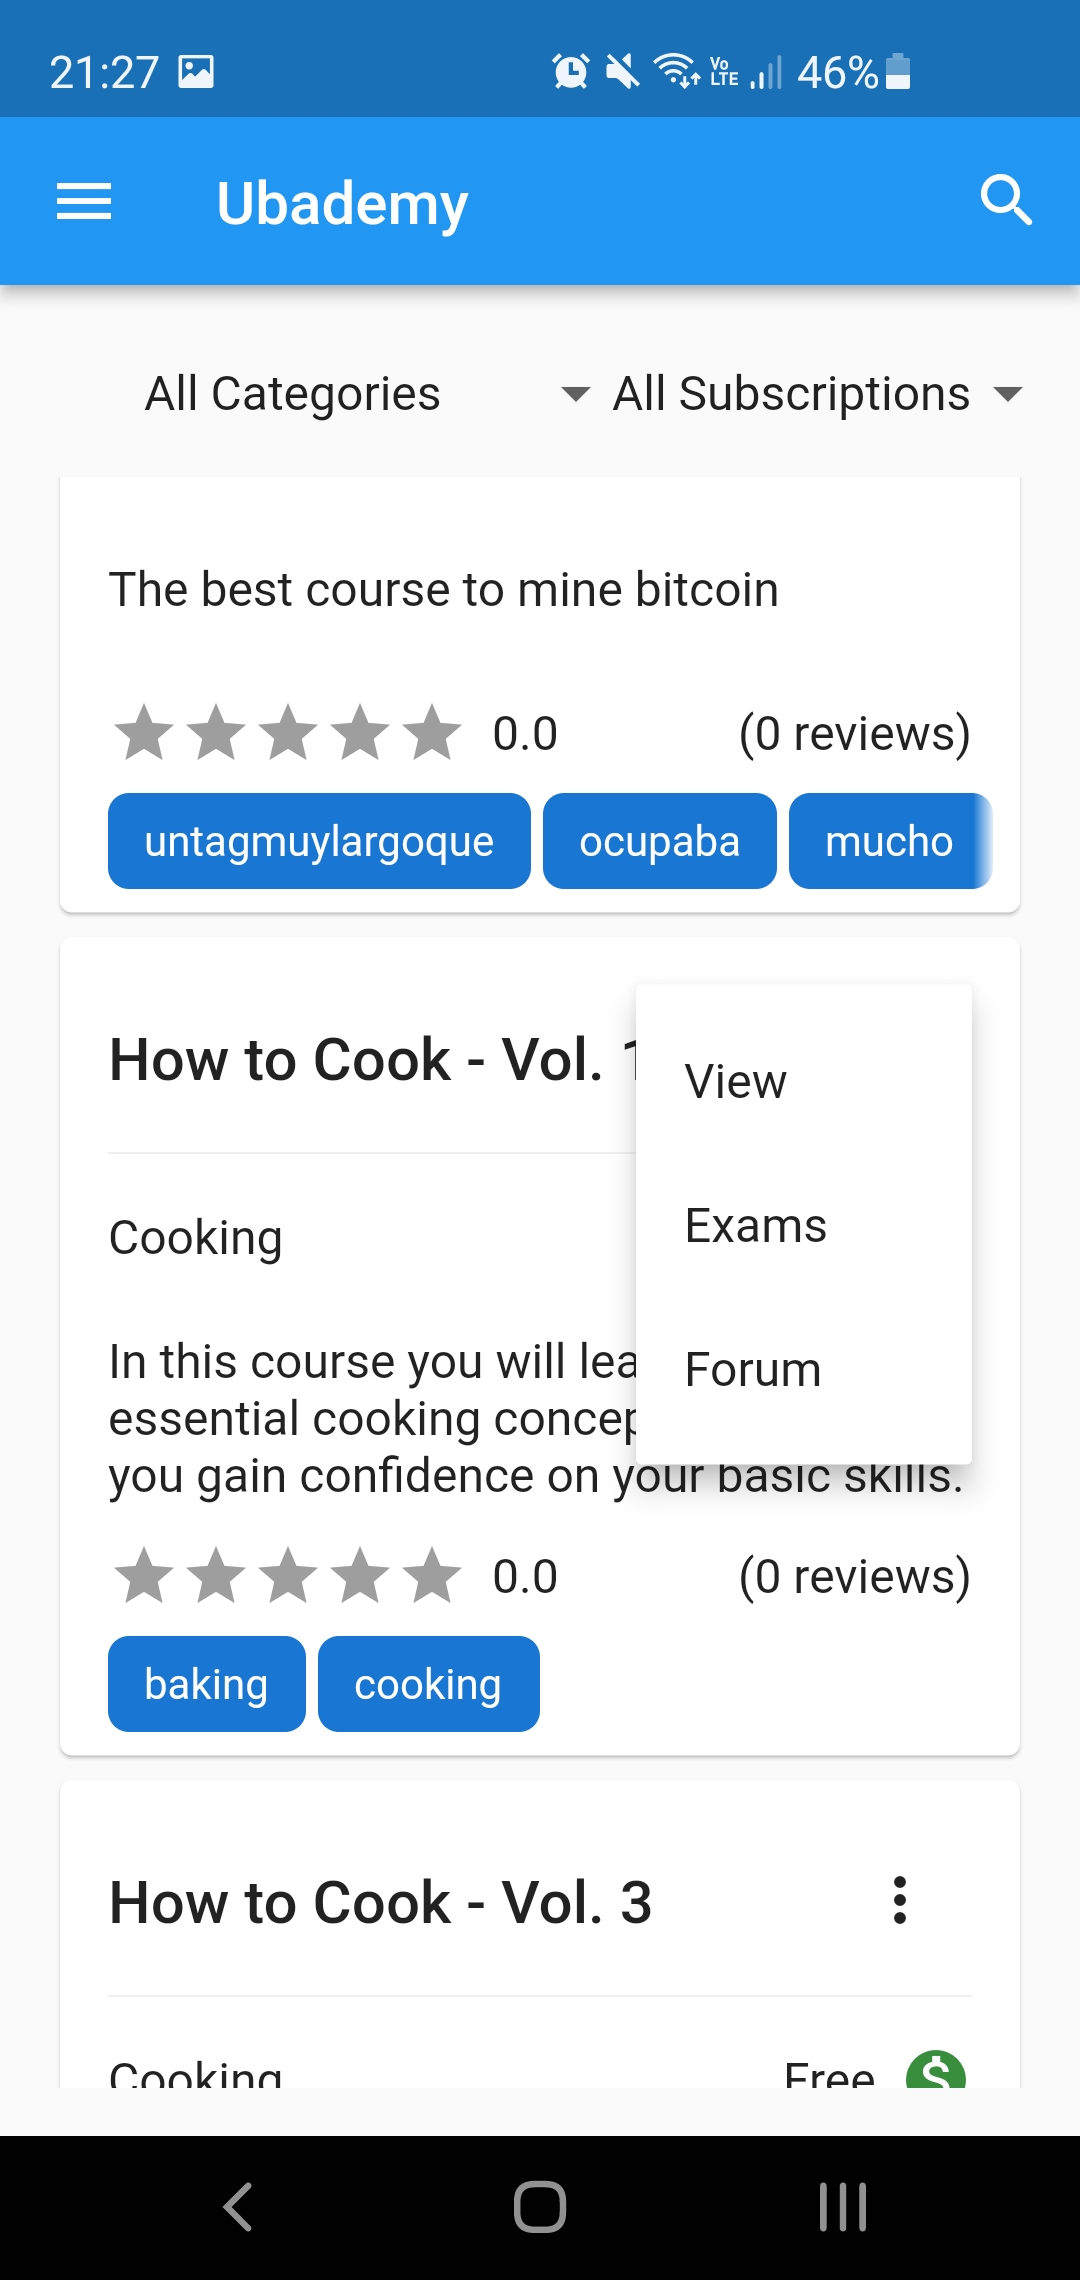 21:27 Vo LTE 46%
Ubademy
All Categories All Subscriptions
The best course to mine bitcoin
0.0 (0 reviews)
untagmuylargoque ocupaba mucho
How to Cook - Vol. 1
View
Cooking
Exams
In this course you will lea
Forum
essential cooking concep
you gain confidence on your basic skills.
0.0 (0 reviews)
baking cooking
How to Cook - Vol. 3
Cooking Free $